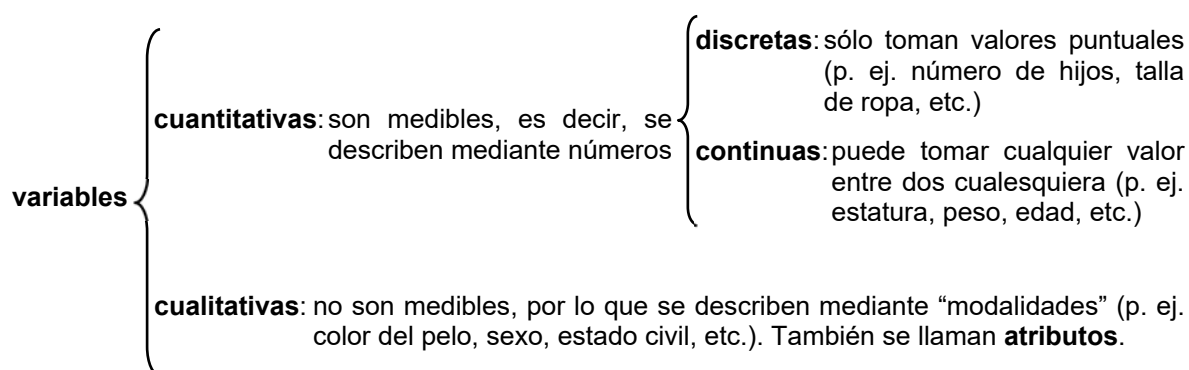 discretas: sólo toman valores puntuales
(p. ej. número de hijos, talla
de ropa, etc.)
cuantitativas: son medibles, es decir, se
describen mediante números
continuas: puede tomar cualquier valor
entre dos cualesquiera (p. ej.
estatura, peso, edad, etc.)
variables
cualitativas: no son medibles, por lo que se describen mediante “modalidades” (p. ej.
color del pelo, sexo, estado civil, etc.). También se llaman atributos.